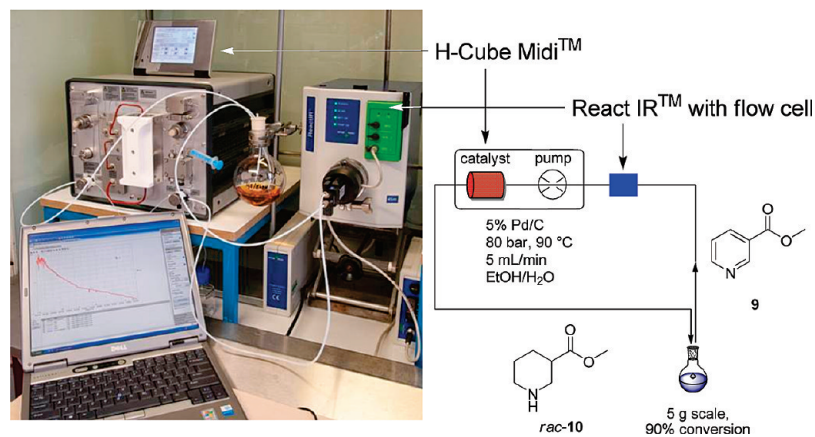 H-Cube Midi™
React IR™ with flow cell
catalyst
pump
5% Pd/C
80 bar, 90 °C
5 mL/min
EtOH/H₂O
O
O
N
9
O
O
N
H
rac-10
5 g scale,
90% conversion
DELL